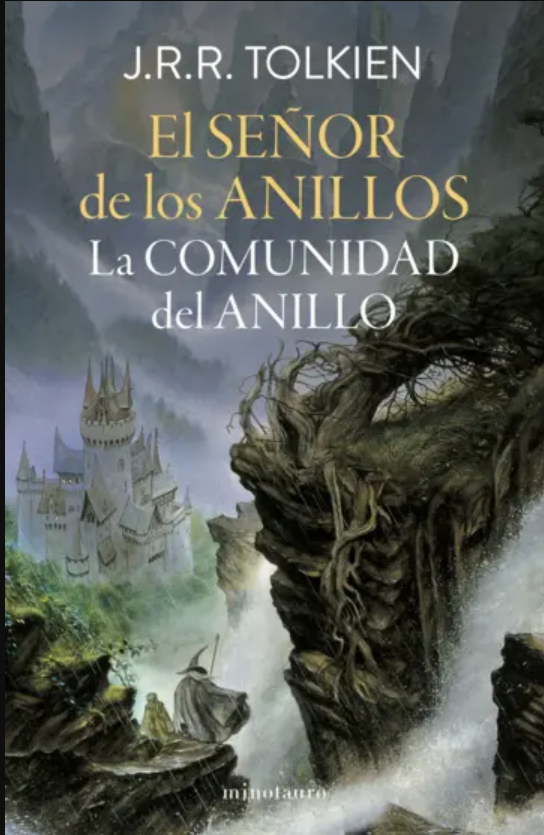 J.R.R. TOLKIEN
El SEÑOR
de los ANILLOS
La COMUNIDAD
del ANILLO
minotauro